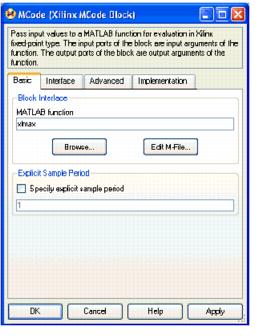 MCode (Xilinx MCode Block)
Pass input values to a MATLAB function for evaluation in Xilinx
fixed-point type. The input ports of the block are input arguments of the
function. The output ports of the block are output arguments of the
function.
Basic Interface Advanced Implementation
Block Interface
MATLAB function
xlmax
Browse... Edit M-File...
Explicit Sample Period
Specify explicit sample period
1
OK Cancel Help Apply